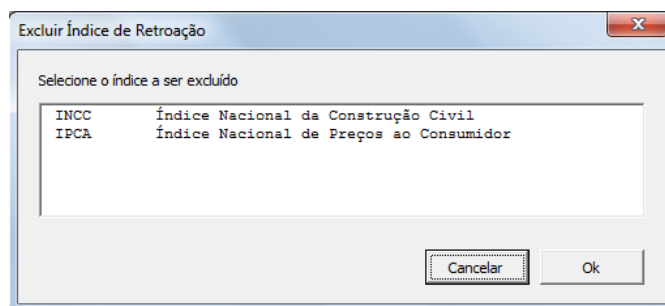 Excluir Índice de Retroação
Selecione o índice a ser excluído
INCC Índice Nacional da Construção Civil
IPCA Índice Nacional de Preços ao Consumidor
Cancelar Ok